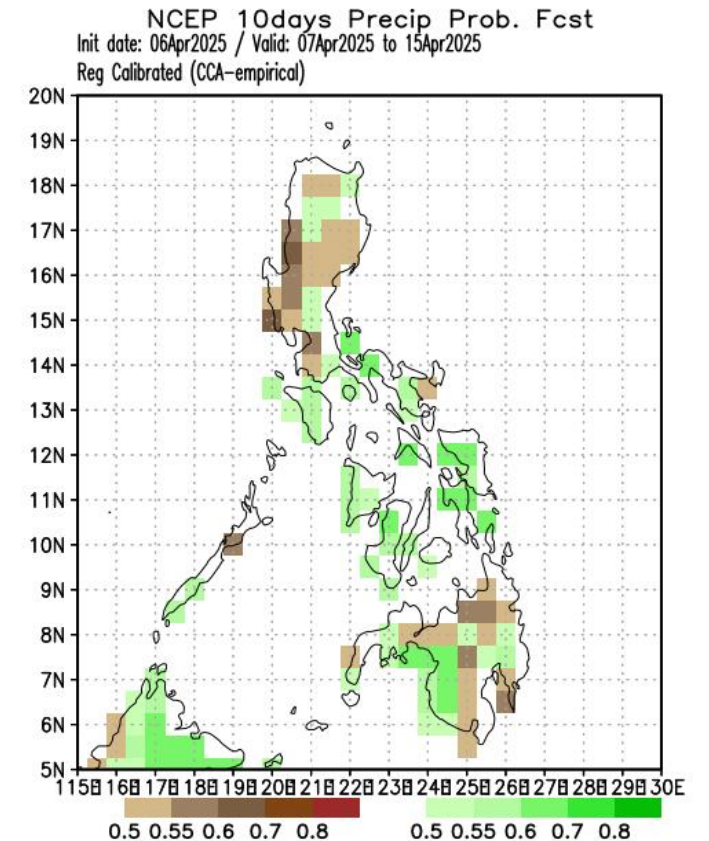 NCEP 10days Precip Prob. Fcst
Init date: 06Apr2025 / Valid: 07Apr2025 to 15Apr2025
Reg Calibrated (CCA-empirical)
20N
19N
18N
17N
16N
15N
14N
13N
12N
11N
10N
9N
8N
7N
6N
5N
115E 116E 117E 118E 119E 120E 121E 122E 123E 124E 125E 126E 127E 128E 129E 130E
0.5 0.55 0.6 0.7 0.8 0.5 0.55 0.6 0.7 0.8